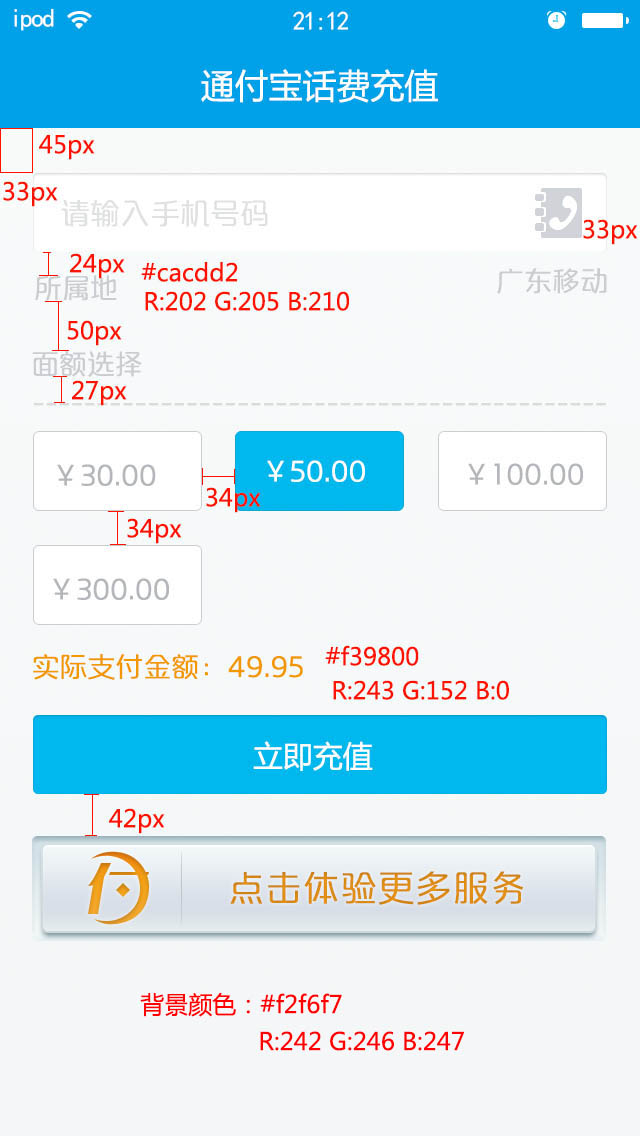 ipod 21:12
通付宝话费充值
45px
33px
请输入手机号码
33px
24px #cacdd2
所属地 R:202 G:205 B:210 广东移动
50px
面额选择
27px
¥30.00 ¥50.00 ¥100.00
34px
34px
¥300.00
实际支付金额：49.95 #f39800
R:243 G:152 B:0
立即充值
42px
点击体验更多服务
背景颜色：#f2f6f7
R:242 G:246 B:247